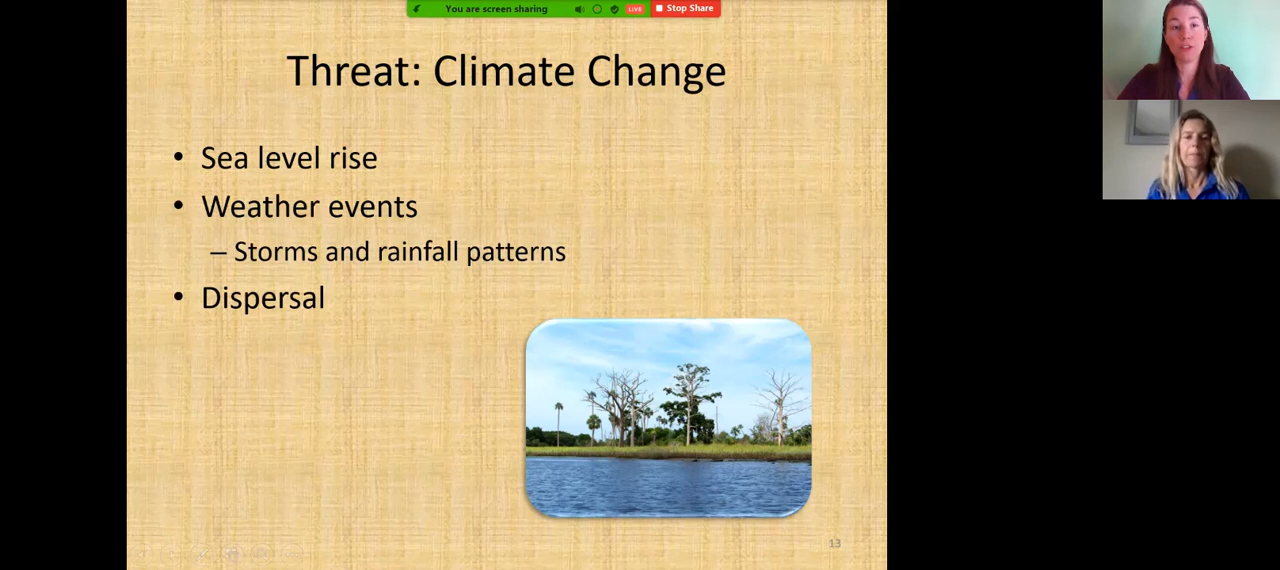 You are screen sharing
LIVE
Stop Share
Threat: Climate Change
• Sea level rise
• Weather events
– Storms and rainfall patterns
• Dispersal
13